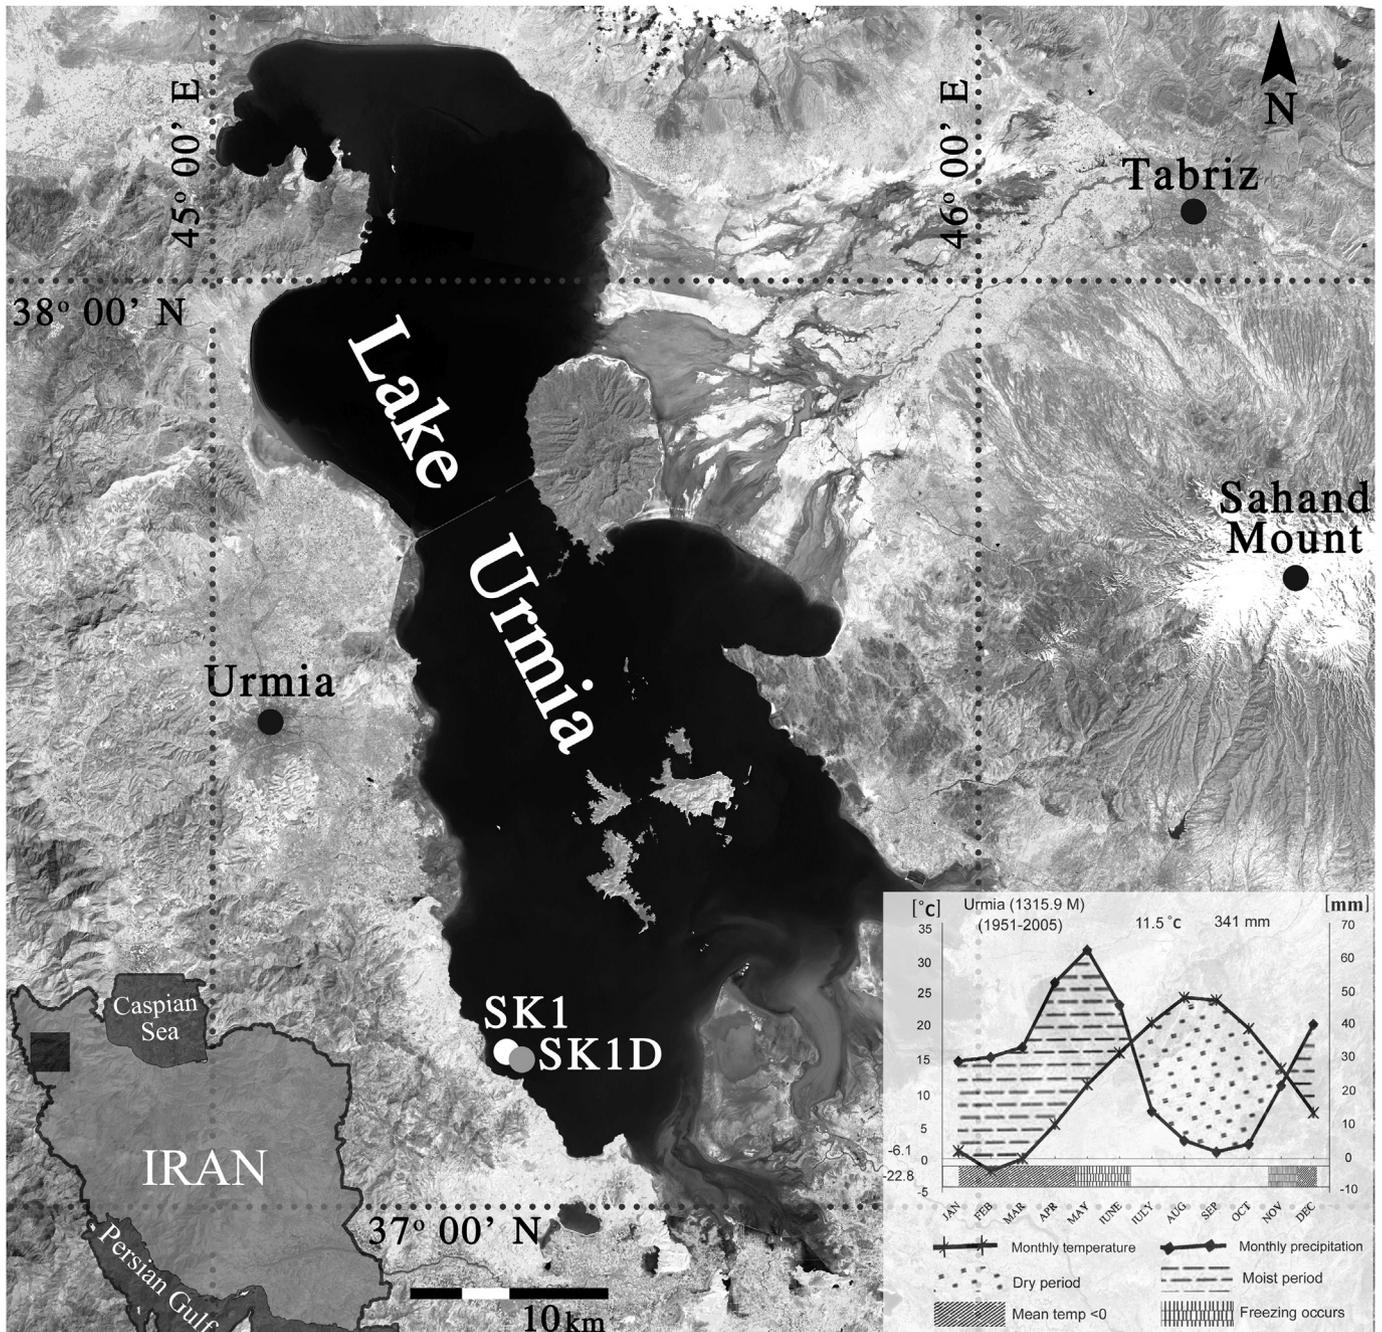 45° 00' E
46° 00' E
N
Tabriz
38° 00' N
Lake
Urmia
Sahand
Mount
Urmia
SK1
SK1D
Caspian
Sea
IRAN
Persian Gulf
37° 00' N
10km
[°C]
Urmia (1315.9 M)
(1951-2005)
11.5 °C
341 mm
[mm]
35
30
25
20
15
10
5
-6.1
0
-22.8
-5
70
60
50
40
30
20
10
0
-10
JAN
FEB
MAR
APR
MAY
IUNE
IULY
AUG
SEP
OCT
NOV
DEC
Monthly temperature
Monthly precipitation
Dry period
Moist period
Mean temp <0
Freezing occurs